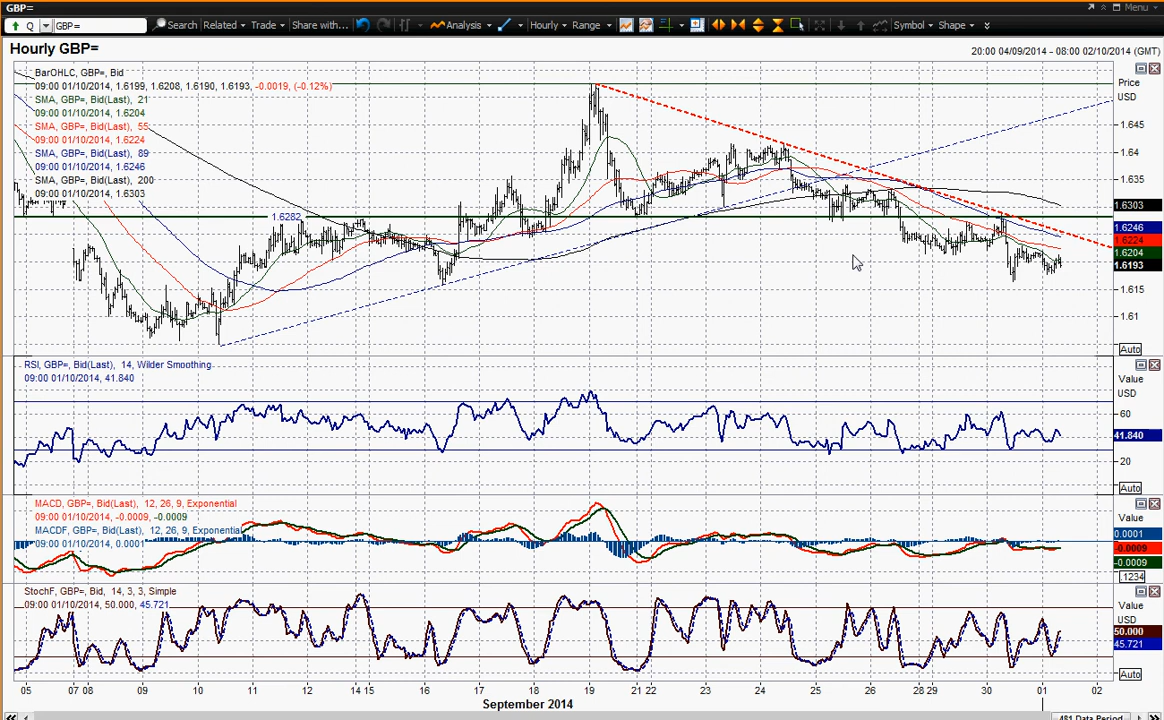 GBP=
Menu
Q GBP= Search Related Trade Share with... Analysis Hourly Range Symbol Shape
Hourly GBP=
20:00 04/09/2014 - 08:00 02/10/2014 (GMT)
BarOHLC, GBP=, Bid
09:00 01/10/2014, 1.6199, 1.6208, 1.6190, 1.6193, -0.0019, (-0.12%)
SMA, GBP=, Bid(Last), 21
09:00 01/10/2014, 1.6204
SMA, GBP=, Bid(Last), 55
09:00 01/10/2014, 1.6224
SMA, GBP=, Bid(Last), 89
09:00 01/10/2014, 1.6246
SMA, GBP=, Bid(Last), 200
09:00 01/10/2014, 1.6303
1.6282
Price
USD
1.645
1.64
1.635
1.6303
1.6246
1.6224
1.6204
1.6193
1.615
1.61
Auto
RSI, GBP=, Bid(Last), 14, Wilder Smoothing
09:00 01/10/2014, 41.840
Value
USD
60
41.840
20
Auto
MACD, GBP=, Bid(Last), 12, 26, 9, Exponential
09:00 01/10/2014, -0.0009, -0.0009
MACDF, GBP=, Bid(Last), 12, 26, 9, Exponential
09:00 01/10/2014, 0.0001
Value
USD
0.0001
-0.0009
-0.0009
.1234
StochF, GBP=, Bid, 14, 3, 3, Simple
09:00 01/10/2014, 50.000, 45.721
Value
USD
50.000
45.721
Auto
05 07 08 09 10 11 12 14 15 16 17 18 19 21 22 23 24 25 26 28 29 30 01 02
September 2014
481 Data Period